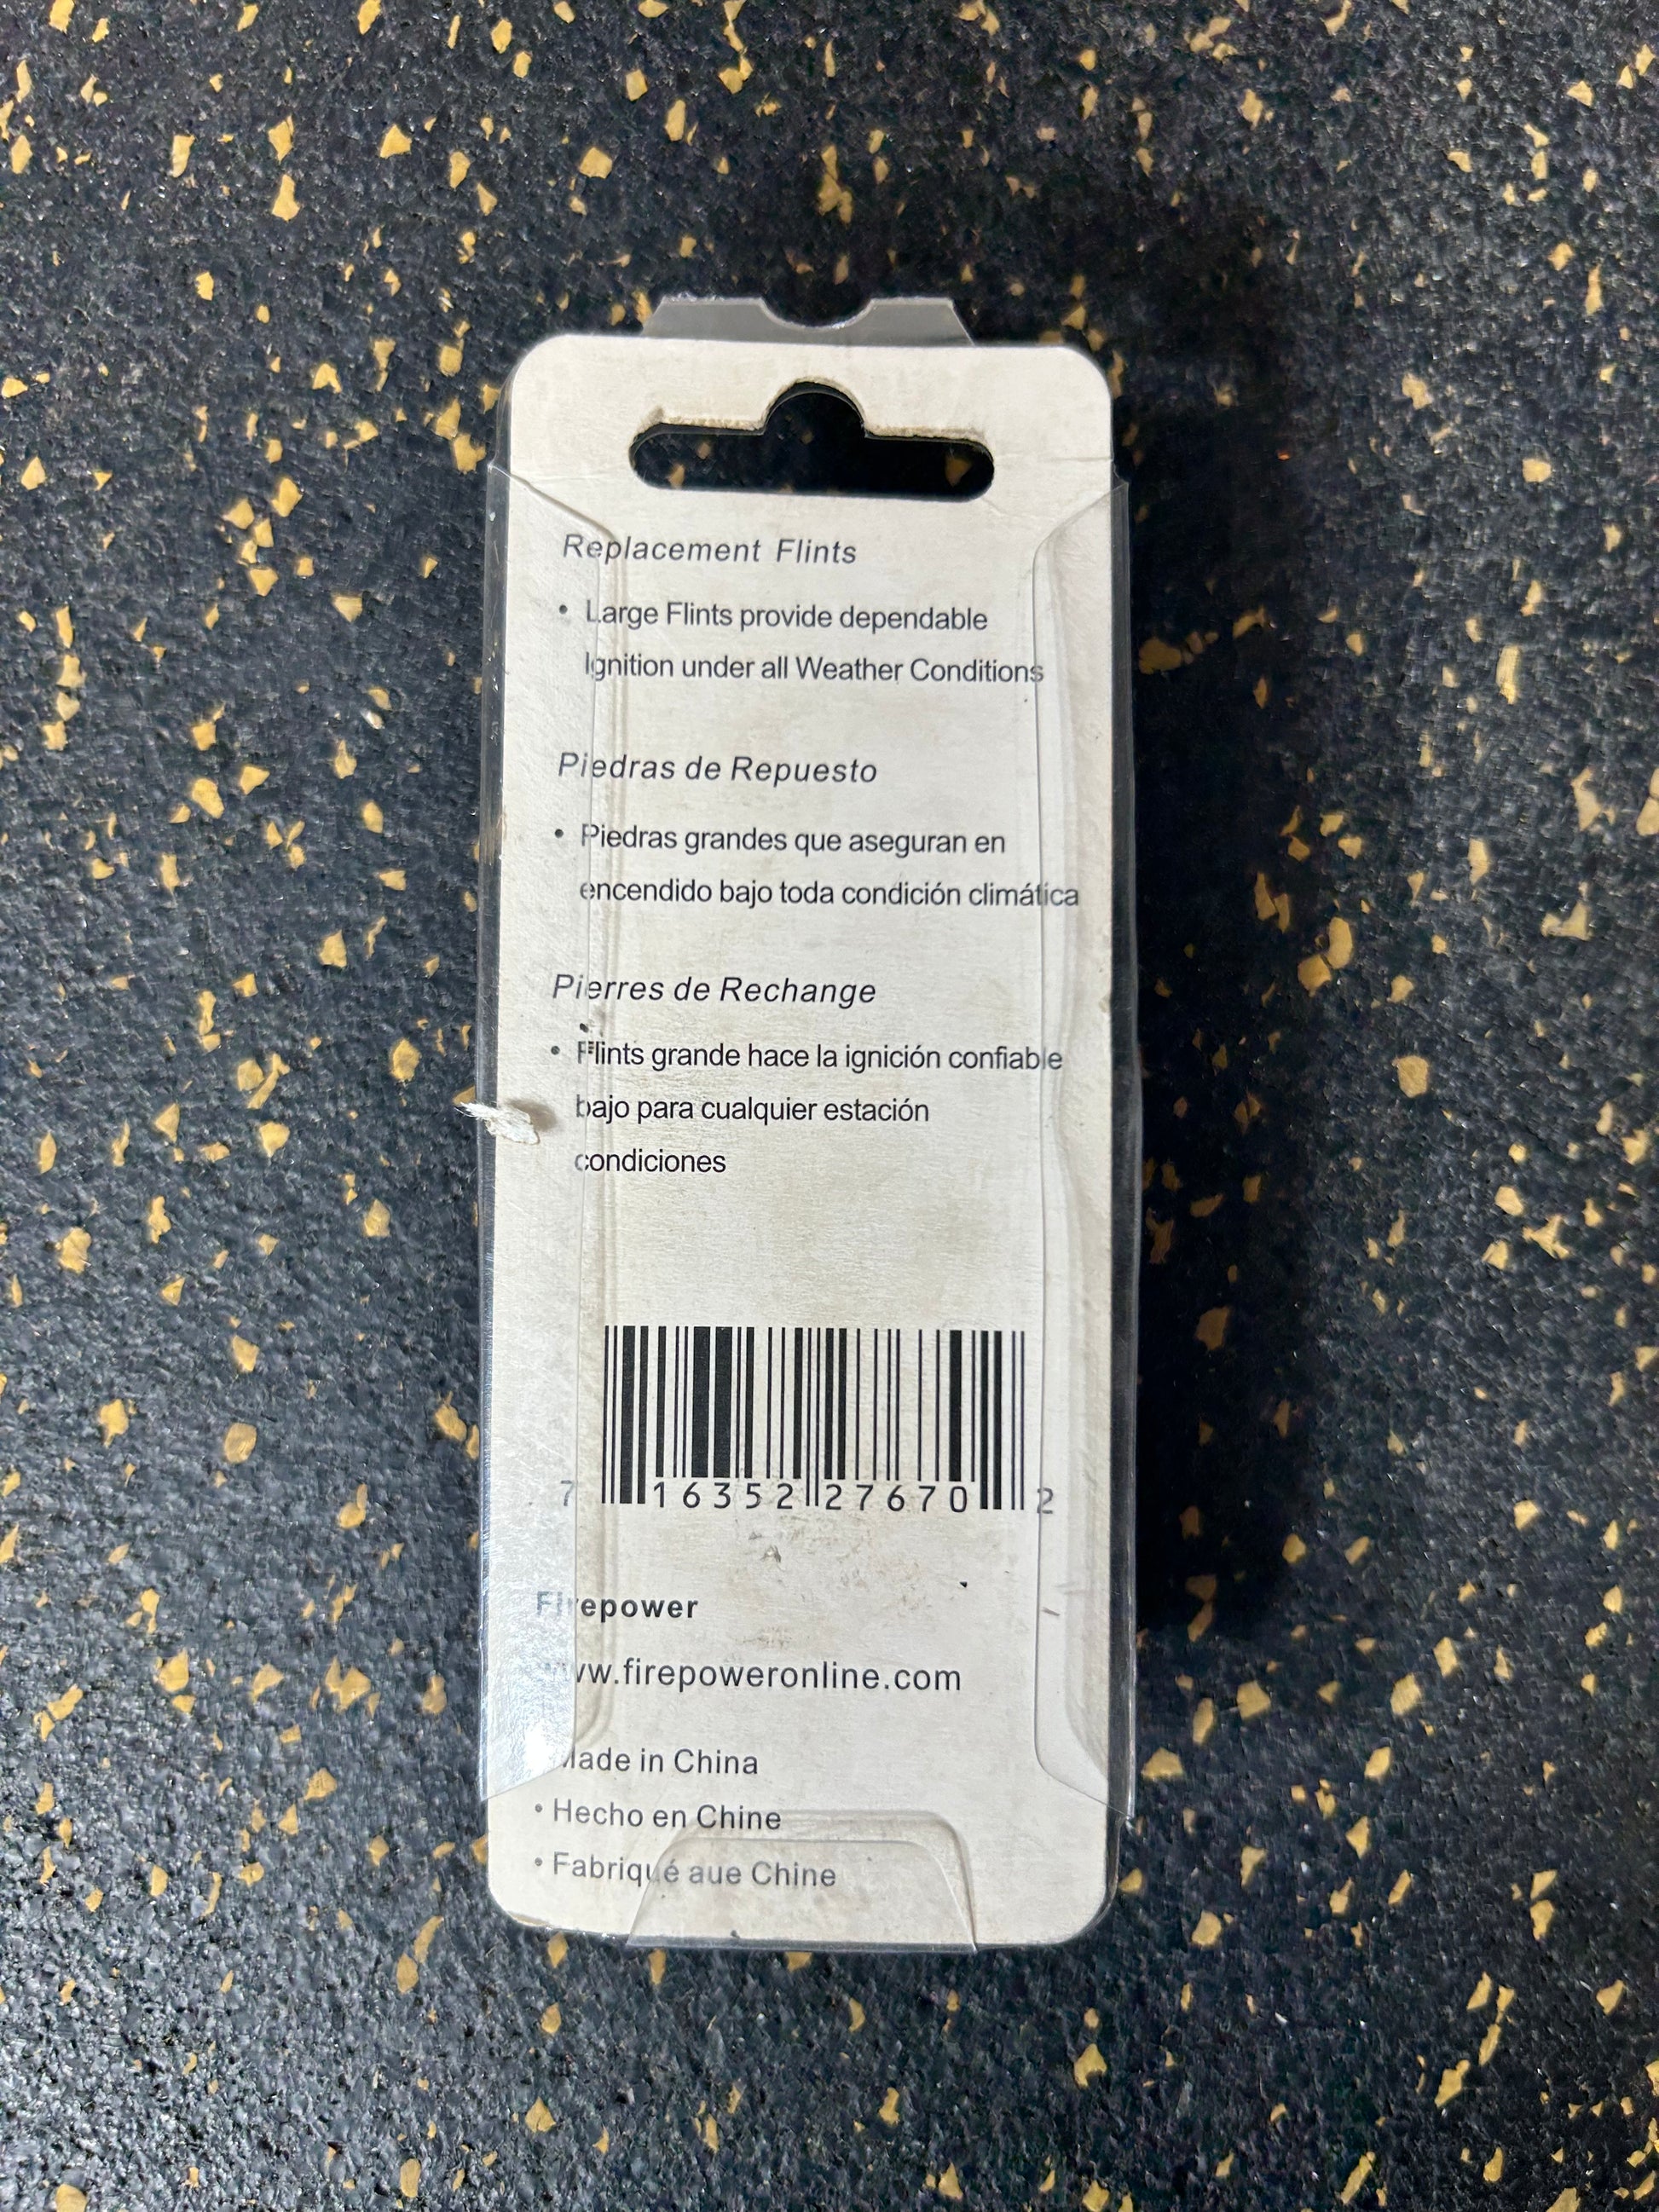 Replacement Flints
• Large Flints provide dependable
Ignition under all Weather Conditions
Piedras de Repuesto
• Piedras grandes que aseguran en
encendido bajo toda condición climática
Pierres de Rechange
• Flints grande hace la ignición confiable
bajo para cualquier estación
condiciones
7 16352 27670 2
Firepower
www.firepoweronline.com
Made in China
• Hecho en Chine
• Fabriqué aue Chine